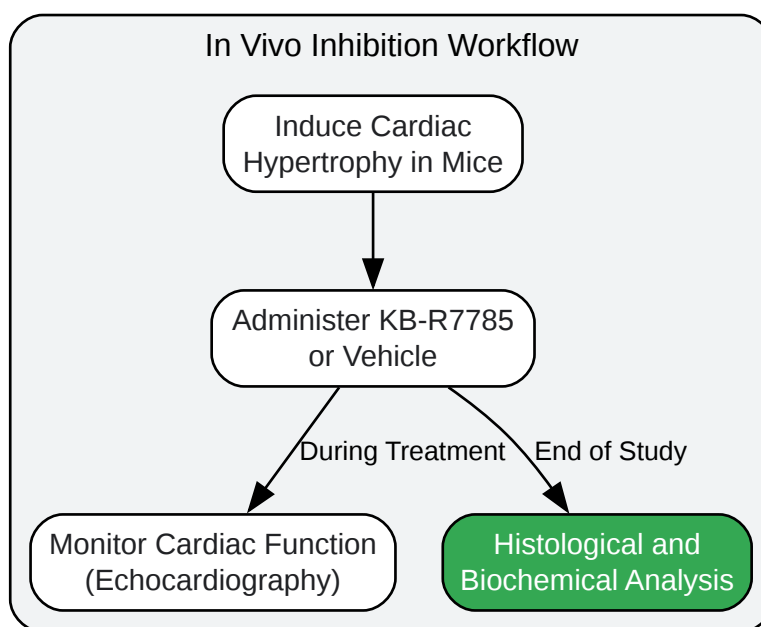 In Vivo Inhibition Workflow
Induce Cardiac
Hypertrophy in Mice
Administer KB-R7785
or Vehicle
During Treatment
End of Study
Monitor Cardiac Function
(Echocardiography)
Histological and
Biochemical Analysis